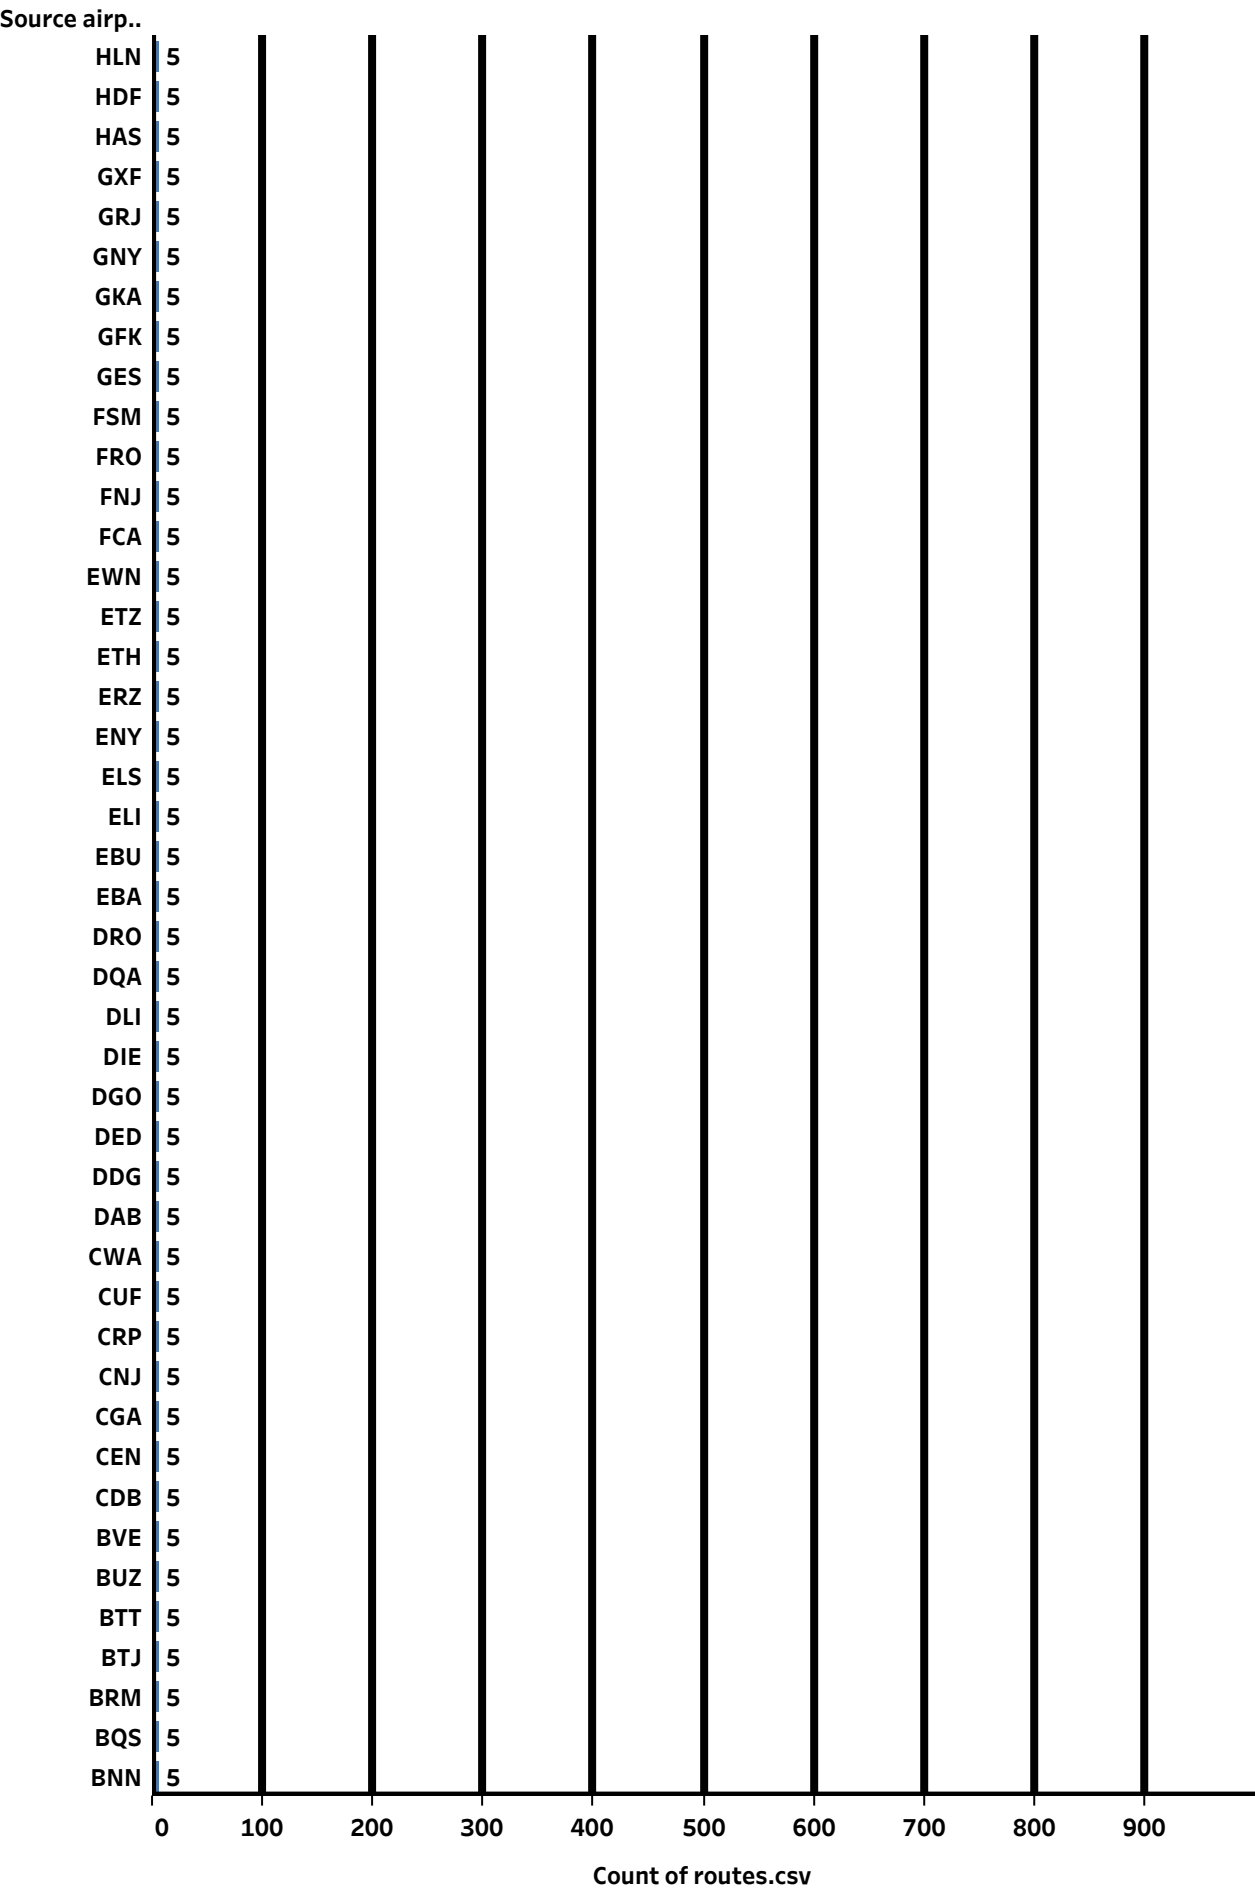 Source airp..
HLN 5
HDF 5
HAS 5
GXF 5
GRJ 5
GNY 5
GKA 5
GFK 5
GES 5
FSM 5
FRO 5
FNJ 5
FCA 5
EWN 5
ETZ 5
ETH 5
ERZ 5
ENY 5
ELS 5
ELI 5
EBU 5
EBA 5
DRO 5
DQA 5
DLI 5
DIE 5
DGO 5
DED 5
DDG 5
DAB 5
CWA 5
CUF 5
CRP 5
CNJ 5
CGA 5
CEN 5
CDB 5
BVE 5
BUZ 5
BTT 5
BTJ 5
BRM 5
BQS 5
BNN 5
0 100 200 300 400 500 600 700 800 900
Count of routes.csv